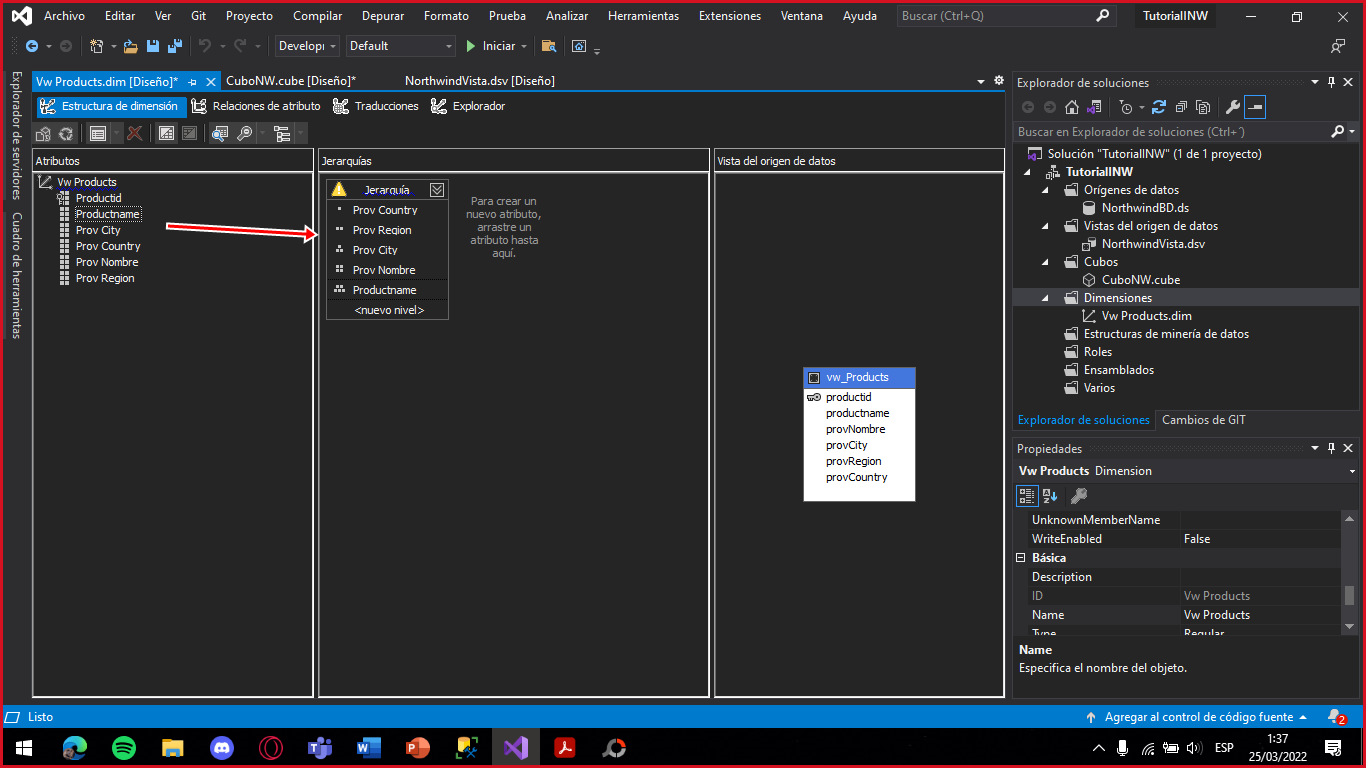 Archivo Editar Ver Git Proyecto Compilar Depurar Formato Prueba Analizar Herramientas Extensiones Ventana Ayuda Buscar (Ctrl+Q) TutorialNW
Develop Default Iniciar
Explorador de servidores
Cuadro de herramientas
Vw Products.dim [Diseño]* CuboNW.cube [Diseño]* NorthwindVista.dsv [Diseño]
Estructura de dimensión Relaciones de atributo Traducciones Explorador
Atributos
Vw Products
Productid
Productname
Prov City
Prov Country
Prov Nombre
Prov Region
Jerarquías
Jerarquía
Prov Country
Prov Region
Prov City
Prov Nombre
Productname
<nuevo nivel>
Para crear un
nuevo atributo,
arrastre un
atributo hasta
aquí.
Vista del origen de datos
vw_Products
productid
productname
provNombre
provCity
provRegion
provCountry
Explorador de soluciones
Buscar en Explorador de soluciones (Ctrl+´)
Solución "TutorialNW" (1 de 1 proyecto)
TutorialNW
Orígenes de datos
NorthwindBD.ds
Vistas del origen de datos
NorthwindVista.dsv
Cubos
CuboNW.cube
Dimensiones
Vw Products.dim
Estructuras de minería de datos
Roles
Ensamblados
Varios
Explorador de soluciones Cambios de GIT
Propiedades
Vw Products Dimension
UnknownMemberName
WriteEnabled False
Básica
Description
ID Vw Products
Name Vw Products
Type Regular
Name
Especifica el nombre del objeto.
Listo Agregar al control de código fuente 2
ESP 1:37
25/03/2022